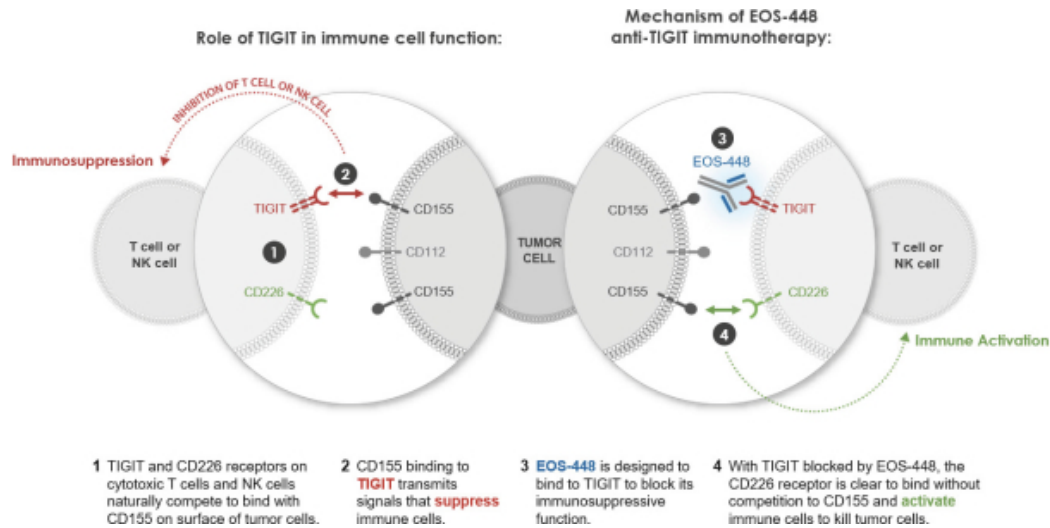 Role of TIGIT in immune cell function:
Mechanism of EOS-448
anti-TIGIT immunotherapy:
INHIBITION OF T CELL OR NK CELL
Immunosuppression
2
TIGIT
CD155
T cell or
NK cell
1
CD112
CD226
CD155
TUMOR
CELL
3
EOS-448
CD155
TIGIT
CD112
T cell or
NK cell
CD155
CD226
4
Immune Activation
1 TIGIT and CD226 receptors on
cytotoxic T cells and NK cells
naturally compete to bind with
CD155 on surface of tumor cells.
2 CD155 binding to
TIGIT transmits
signals that suppress
immune cells.
3 EOS-448 is designed to
bind to TIGIT to block its
immunosuppressive
function.
4 With TIGIT blocked by EOS-448, the
CD226 receptor is clear to bind without
competition to CD155 and activate
immune cells to kill tumor cells.